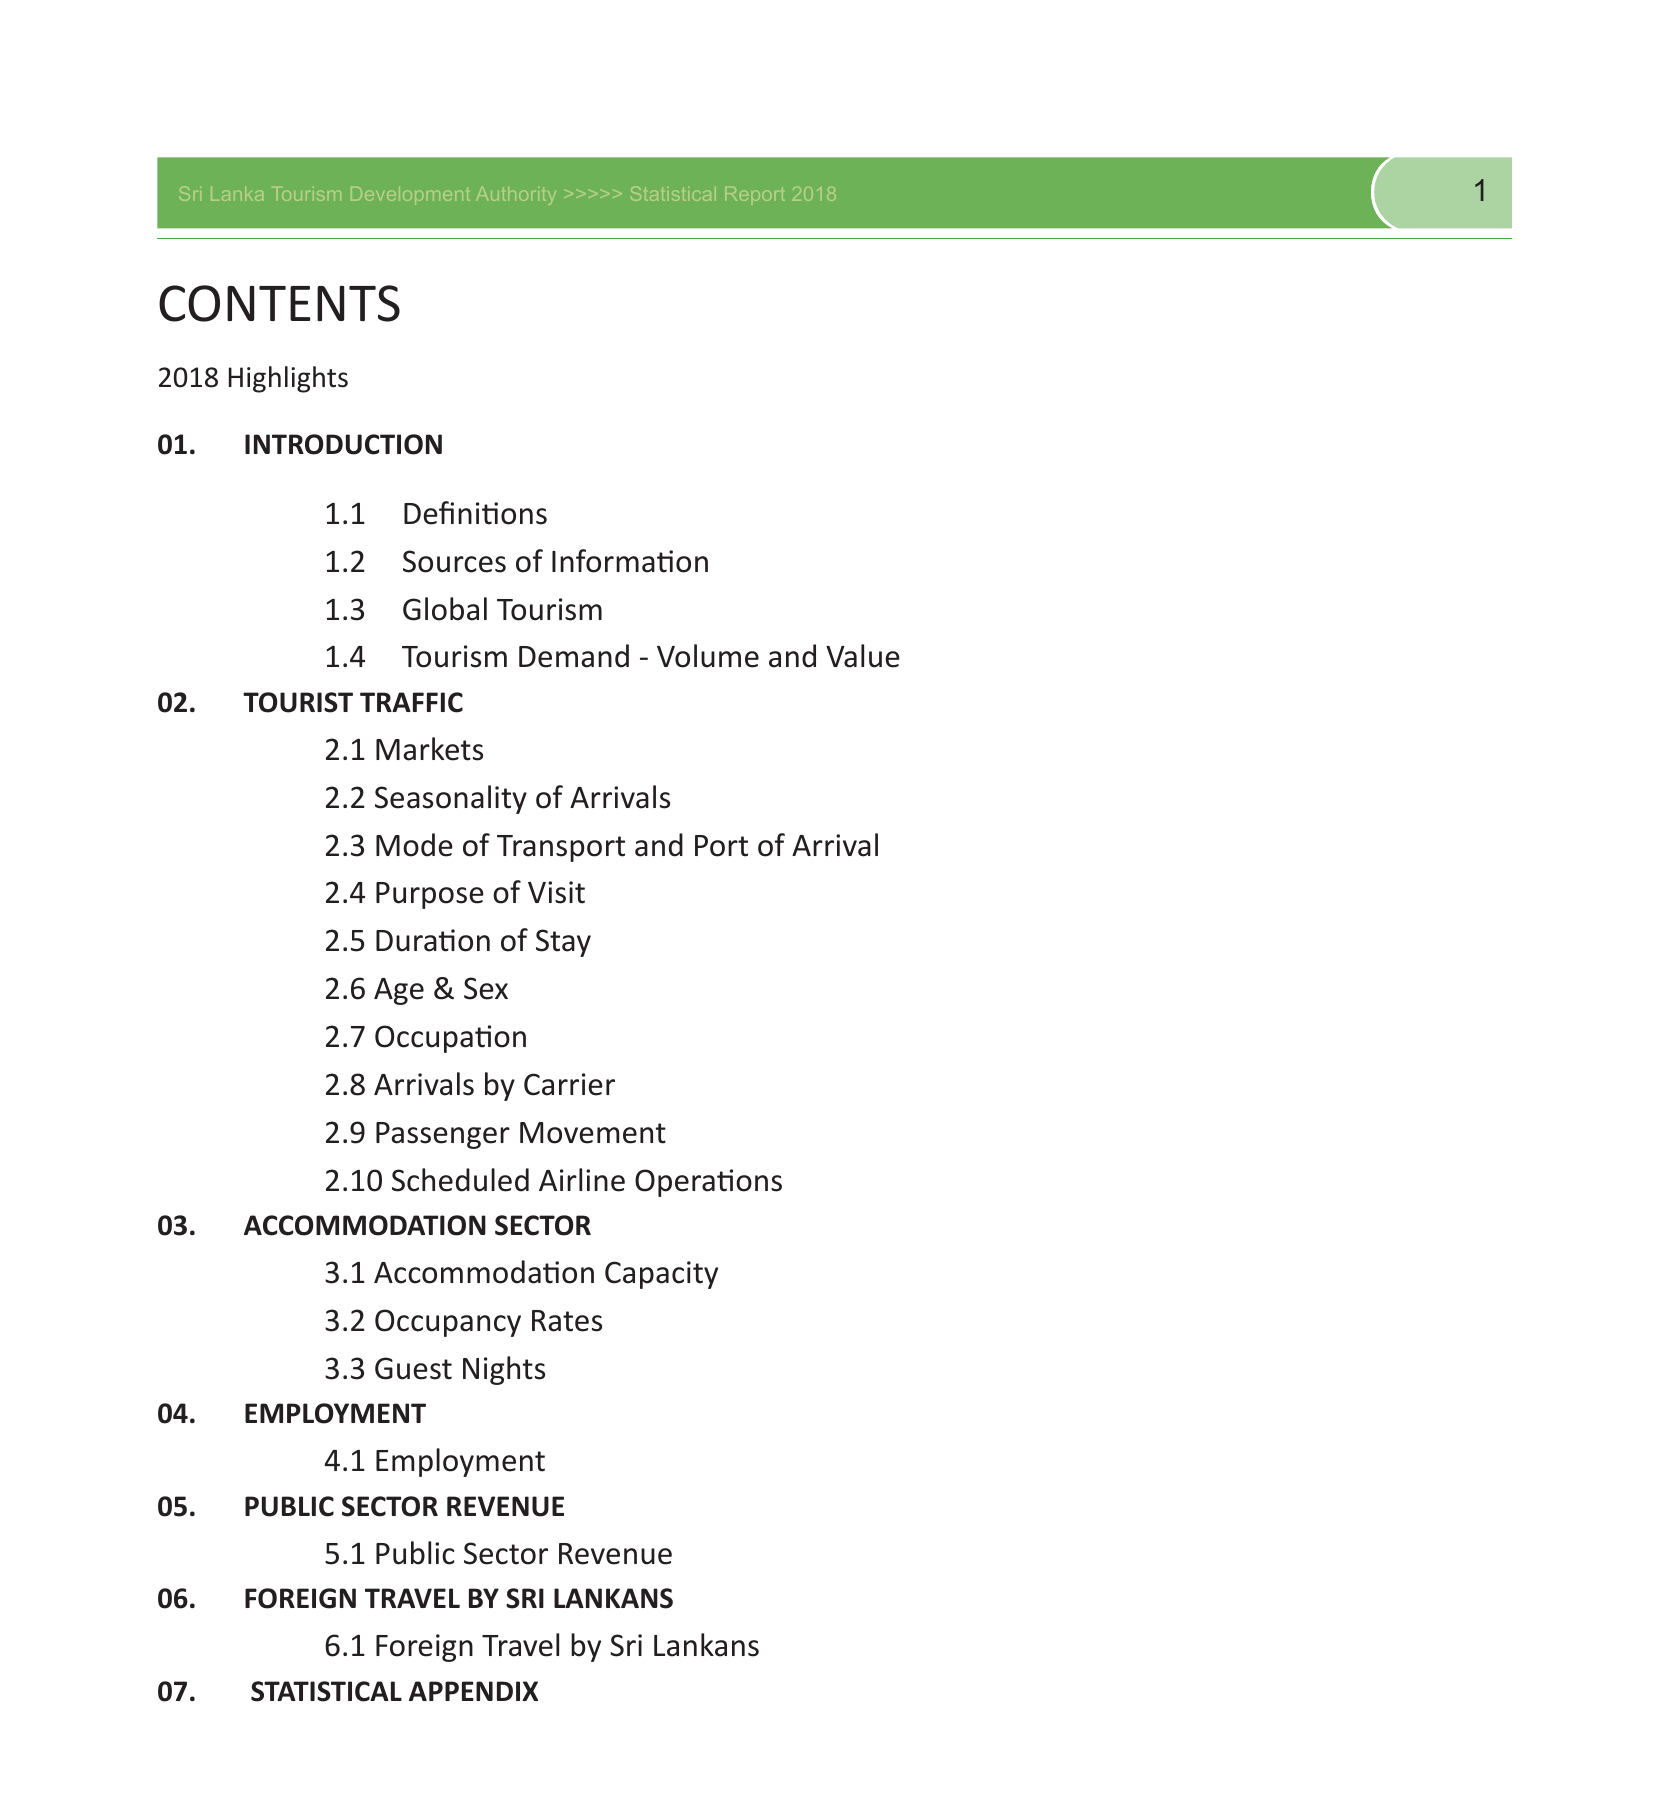 Sri Lanka Tourism Development Authority >>>>> Statistical Report 2018 1
CONTENTS
2018 Highlights
01. INTRODUCTION
1.1 Definitions
1.2 Sources of Information
1.3 Global Tourism
1.4 Tourism Demand - Volume and Value
02. TOURIST TRAFFIC
2.1 Markets
2.2 Seasonality of Arrivals
2.3 Mode of Transport and Port of Arrival
2.4 Purpose of Visit
2.5 Duration of Stay
2.6 Age & Sex
2.7 Occupation
2.8 Arrivals by Carrier
2.9 Passenger Movement
2.10 Scheduled Airline Operations
03. ACCOMMODATION SECTOR
3.1 Accommodation Capacity
3.2 Occupancy Rates
3.3 Guest Nights
04. EMPLOYMENT
4.1 Employment
05. PUBLIC SECTOR REVENUE
5.1 Public Sector Revenue
06. FOREIGN TRAVEL BY SRI LANKANS
6.1 Foreign Travel by Sri Lankans
07. STATISTICAL APPENDIX